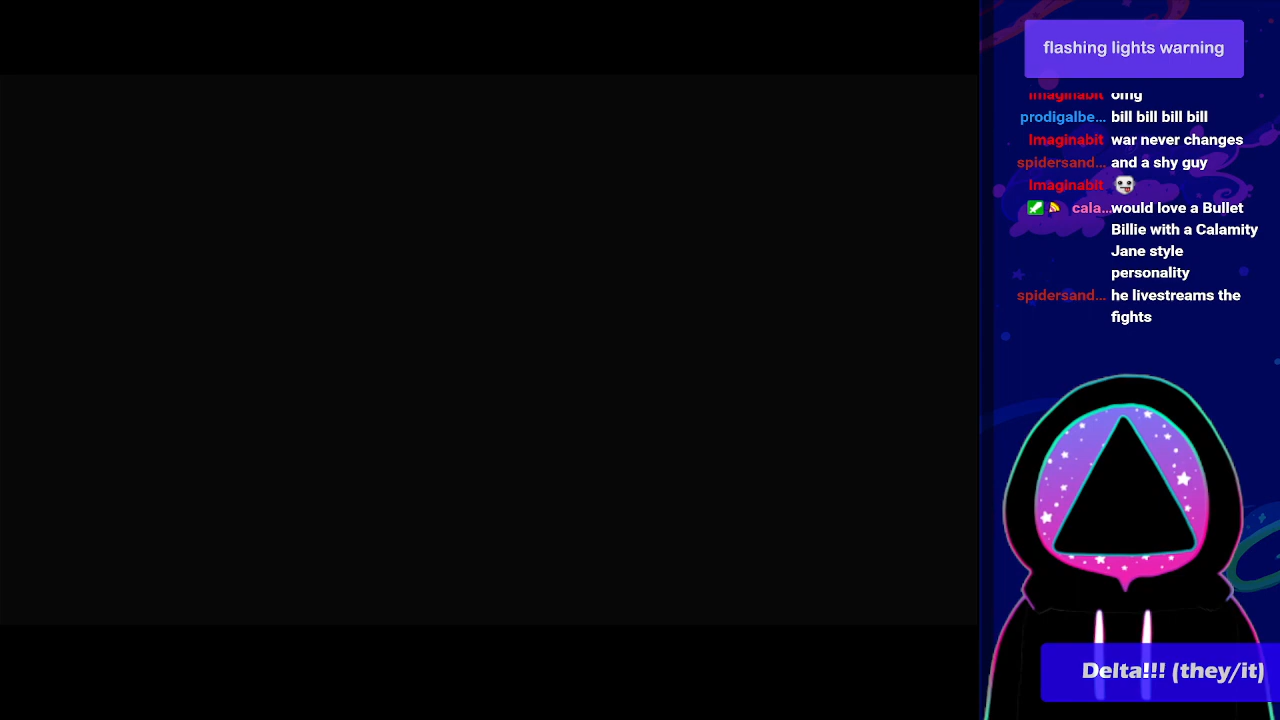 flashing lights warning
Imaginabit omg
prodigalbe... bill bill bill bill
Imaginabit war never changes
spidersand... and a shy guy
Imaginabit
cala... would love a Bullet
Billie with a Calamity
Jane style
personality
spidersand... he livestreams the
fights
Delta!!! (they/it)